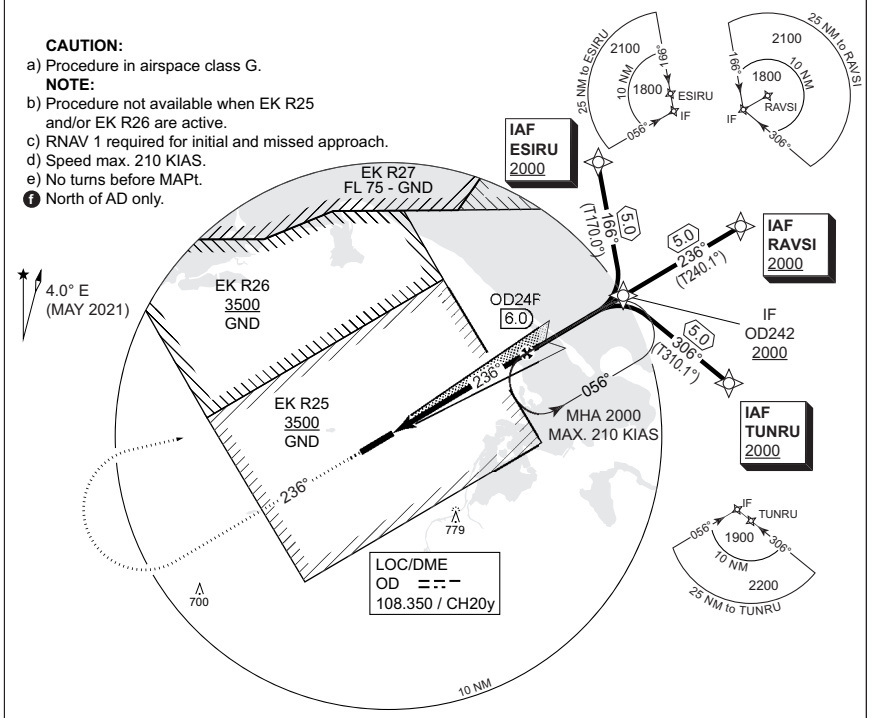 CAUTION:
a) Procedure in airspace class G.
NOTE:
b) Procedure not available when EK R25
and/or EK R26 are active.
c) RNAV 1 required for initial and missed approach.
d) Speed max. 210 KIAS.
e) No turns before MAPt.
f North of AD only.
4.0° E
(MAY 2021)
25 NM to ESIRU
2100
166°
10 NM
1800
ESIRU
IF
056°
25 NM to RAVSI
2100
166°
10 NM
1800
RAVSI
IF
306°
IAF
ESIRU
2000
5.0
166°
(T170.0°)
IAF
RAVSI
2000
5.0
236°
(T240.1°)
IF
OD242
2000
5.0
306°
(T310.1°)
IAF
TUNRU
2000
EK R27
FL 75 - GND
EK R26
3500
GND
OD24F
6.0
236°
056°
MHA 2000
MAX. 210 KIAS
EK R25
3500
GND
236°
779
700
LOC/DME
OD
108.350 / CH20y
10 NM
IF
TUNRU
056°
1900
306°
10 NM
2200
25 NM to TUNRU